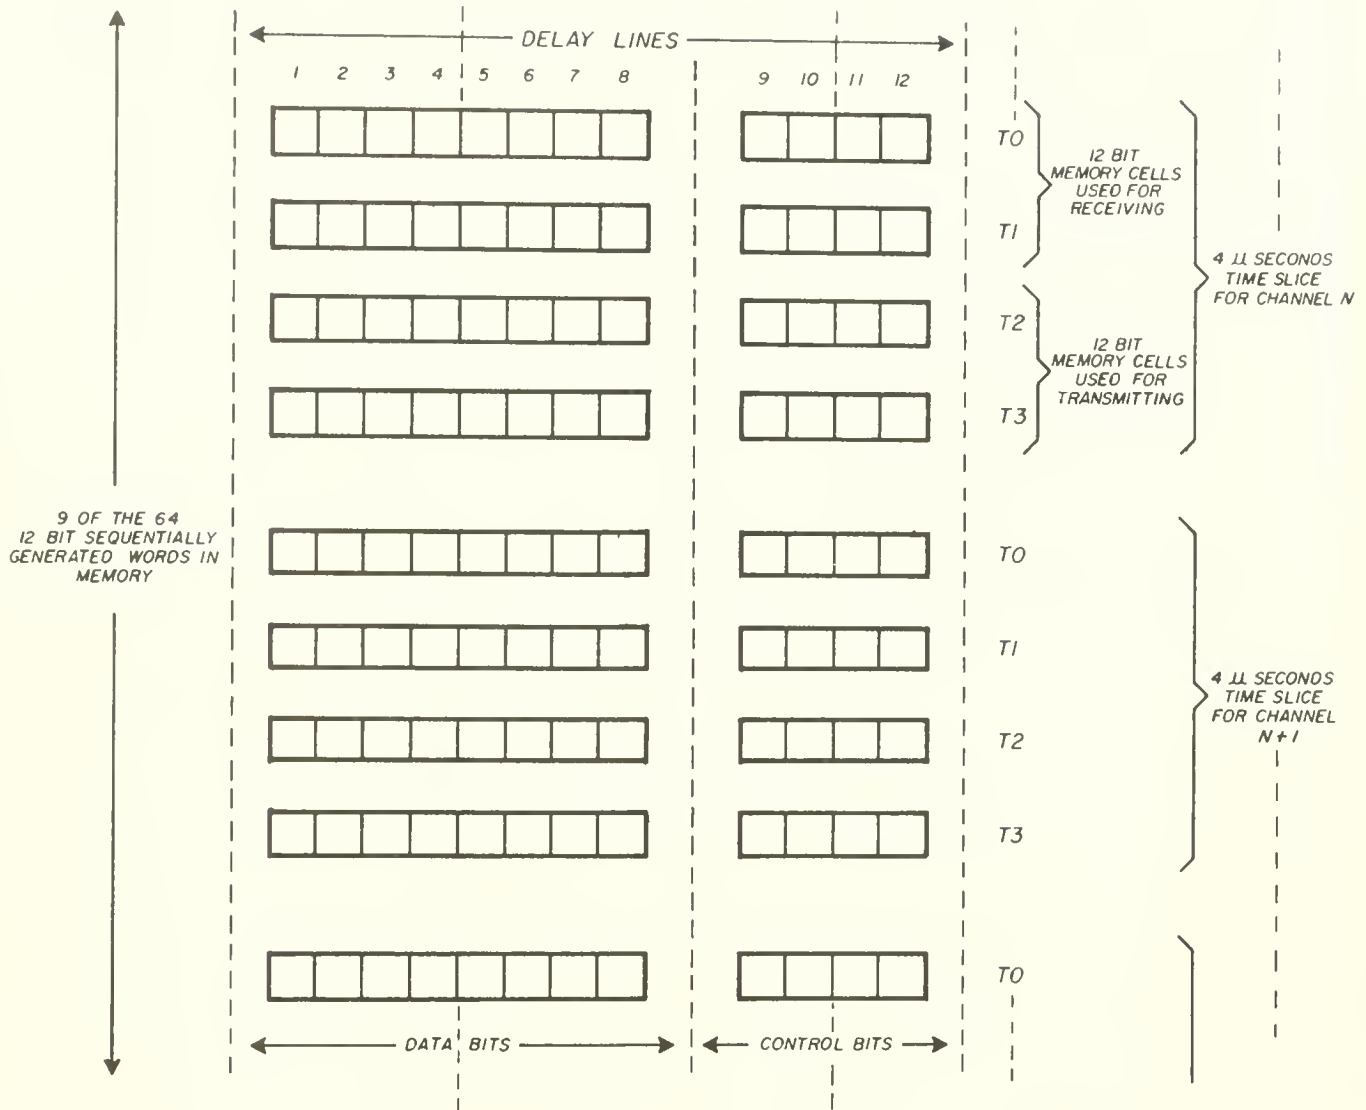 DELAY LINES
1 2 3 4 5 6 7 8 9 10 11 12
T0
12 BIT
MEMORY CELLS
USED FOR
RECEIVING
T1
4 µ SECONDS
TIME SLICE
FOR CHANNEL N
T2
12 BIT
MEMORY CELLS
USED FOR
TRANSMITTING
T3
9 OF THE 64
12 BIT SEQUENTIALLY
GENERATED WORDS IN
MEMORY
T0
T1
4 µ SECONDS
TIME SLICE
FOR CHANNEL
N+1
T2
T3
T0
DATA BITS
CONTROL BITS